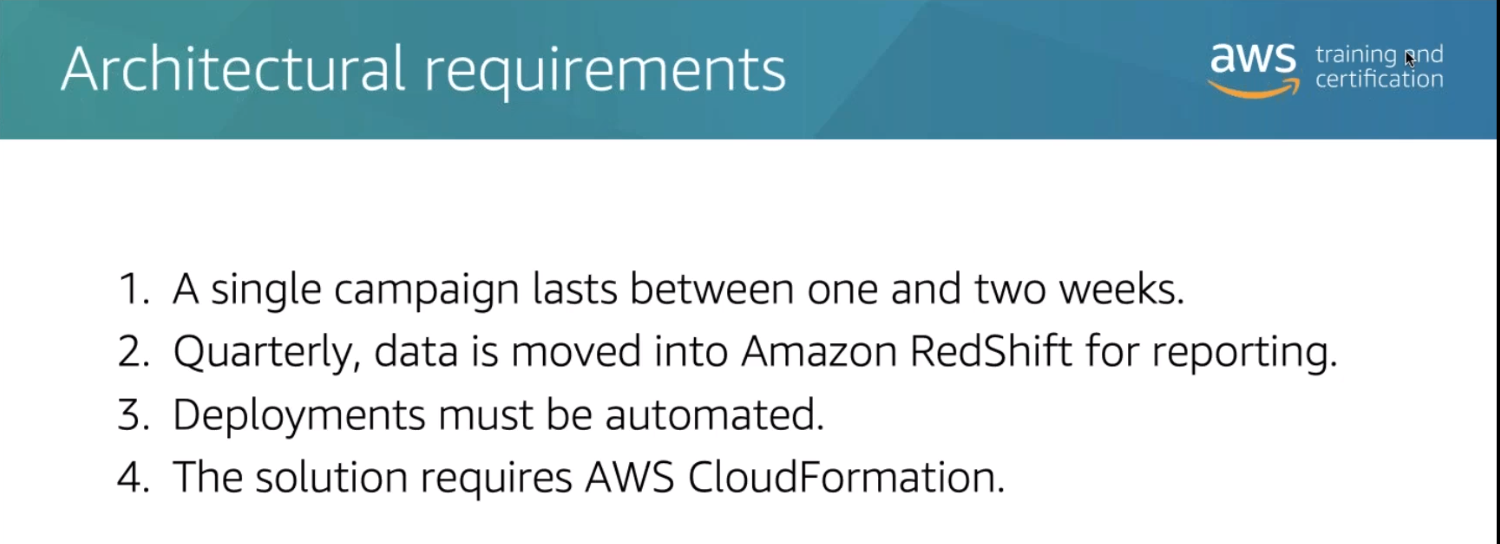 Architectural requirements
aws training and
certification
1. A single campaign lasts between one and two weeks.
2. Quarterly, data is moved into Amazon RedShift for reporting.
3. Deployments must be automated.
4. The solution requires AWS CloudFormation.